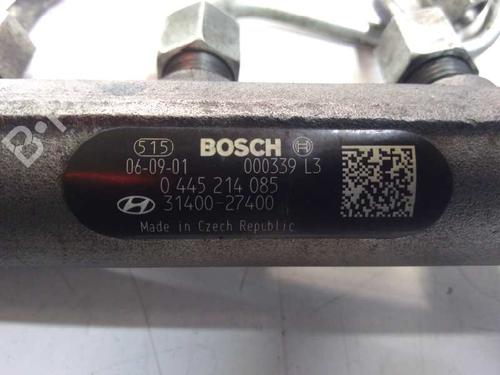 515 BOSCH
06-09-01 000339 L3
0 445 214 085
31400-27400
Made in Czech Republic